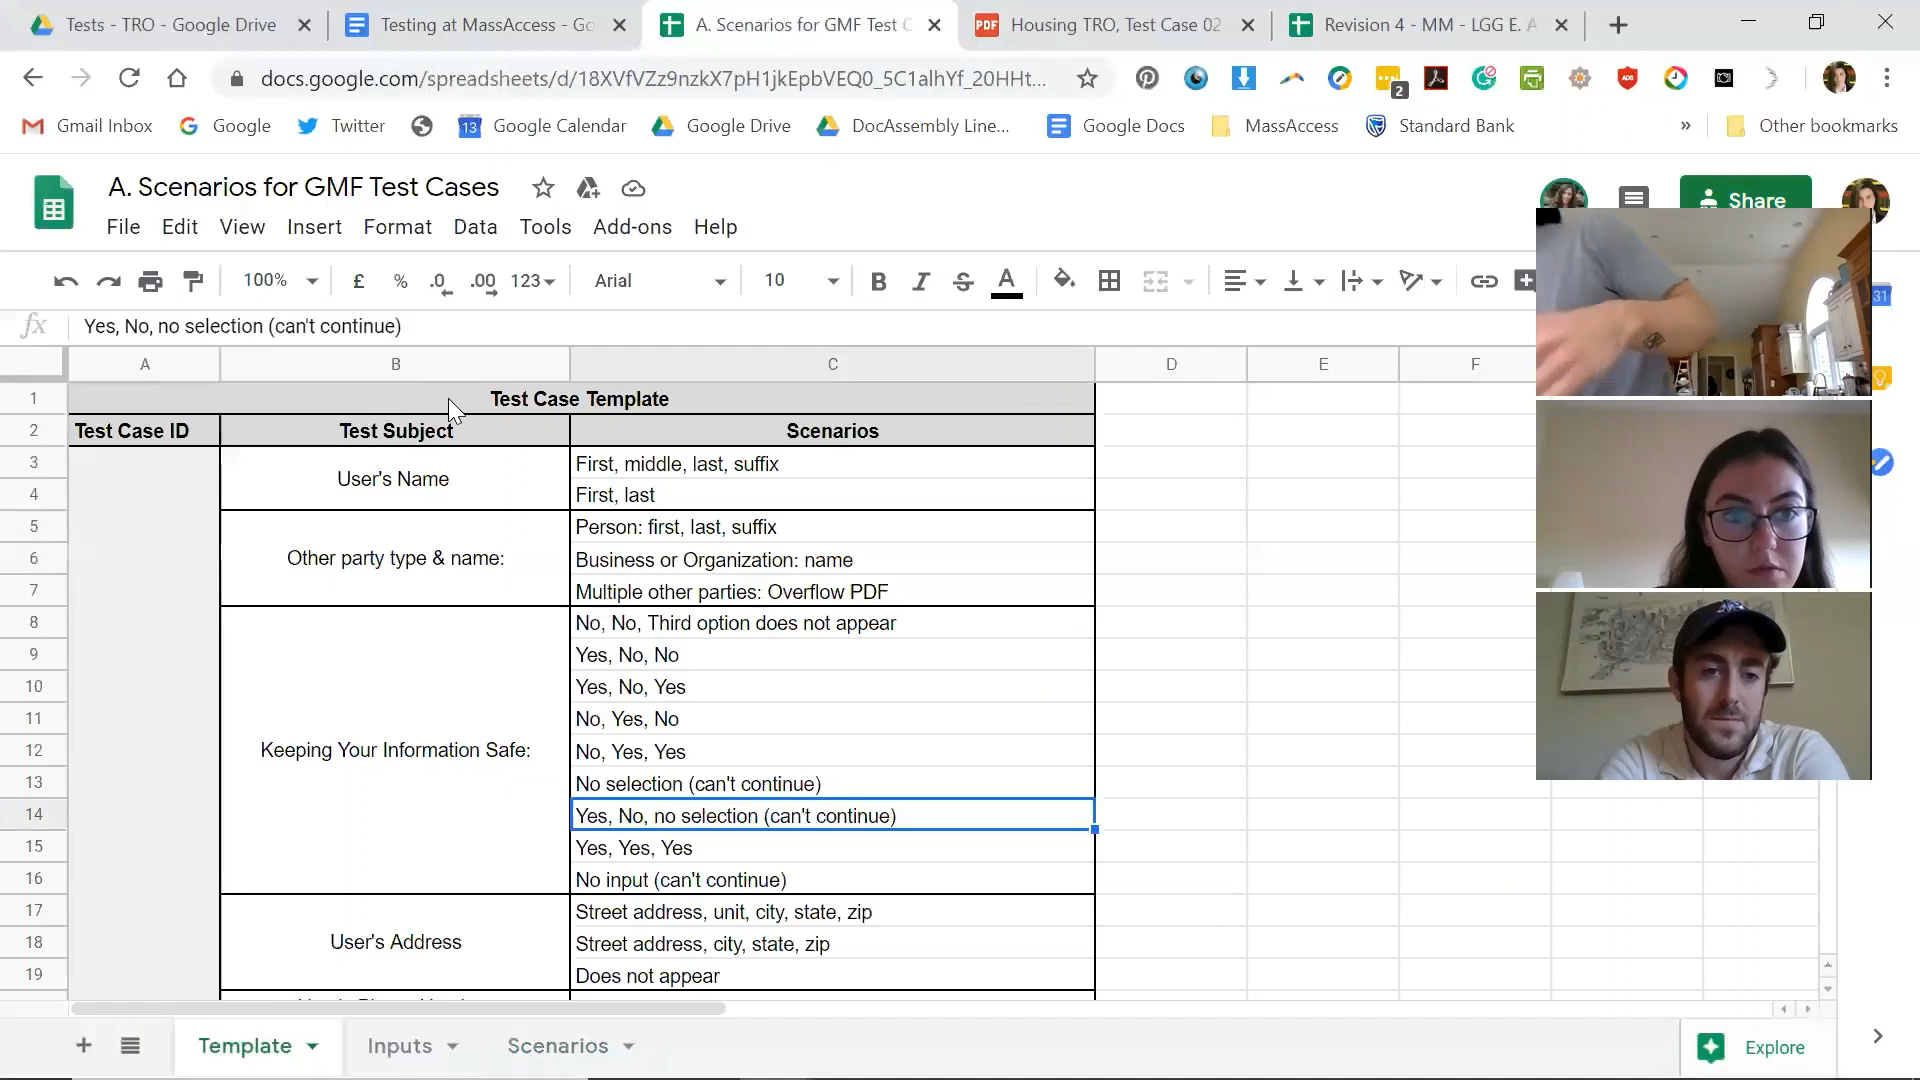 Tests - TRO - Google Drive
Testing at MassAccess - Go
A. Scenarios for GMF Test C
PDF
Housing TRO, Test Case 02
Revision 4 - MM - LGG E. A
docs.google.com/spreadsheets/d/18XVfVZz9nzkX7pH1jkEpbVEQ0_5C1alhYf_20HHt...
2
ADS
Gmail Inbox
Google
Twitter
13
Google Calendar
Google Drive
DocAssembly Line...
Google Docs
MassAccess
Standard Bank
»
Other bookmarks
A. Scenarios for GMF Test Cases
Share
File Edit View Insert Format Data Tools Add-ons Help
100% £ % .0 .00 123 Arial 10 B I S A
31
fx Yes, No, no selection (can't continue)
A B C D E F
1 Test Case Template
2 Test Case ID Test Subject Scenarios
3 First, middle, last, suffix
User's Name
4 First, last
5 Person: first, last, suffix
6 Other party type & name: Business or Organization: name
7 Multiple other parties: Overflow PDF
8 No, No, Third option does not appear
9 Yes, No, No
10 Yes, No, Yes
11 No, Yes, No
12 Keeping Your Information Safe: No, Yes, Yes
13 No selection (can't continue)
14 Yes, No, no selection (can't continue)
15 Yes, Yes, Yes
16 No input (can't continue)
17 Street address, unit, city, state, zip
18 User's Address Street address, city, state, zip
19 Does not appear
Template Inputs Scenarios
Explore